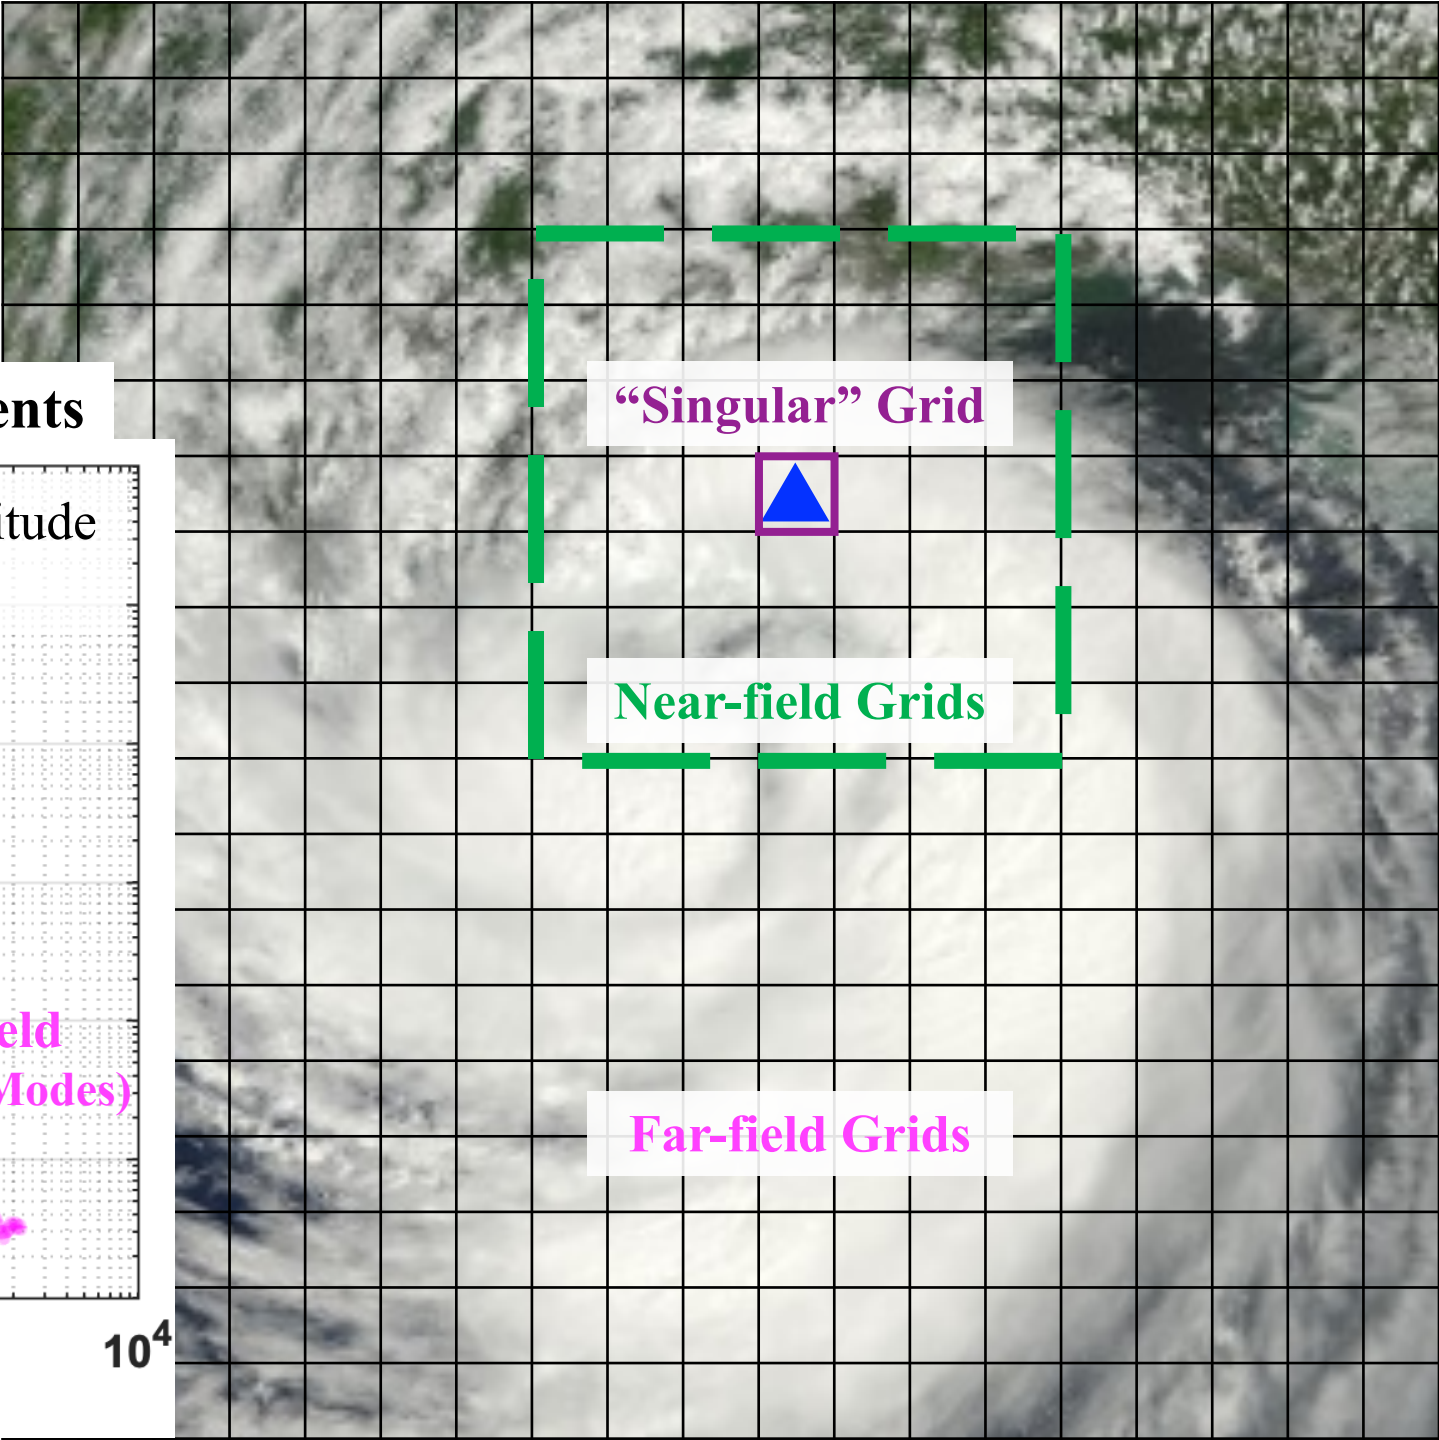 “Singular” Grid
ents
itude
Near-field Grids
eld
Modes)
Far-field Grids
10⁴